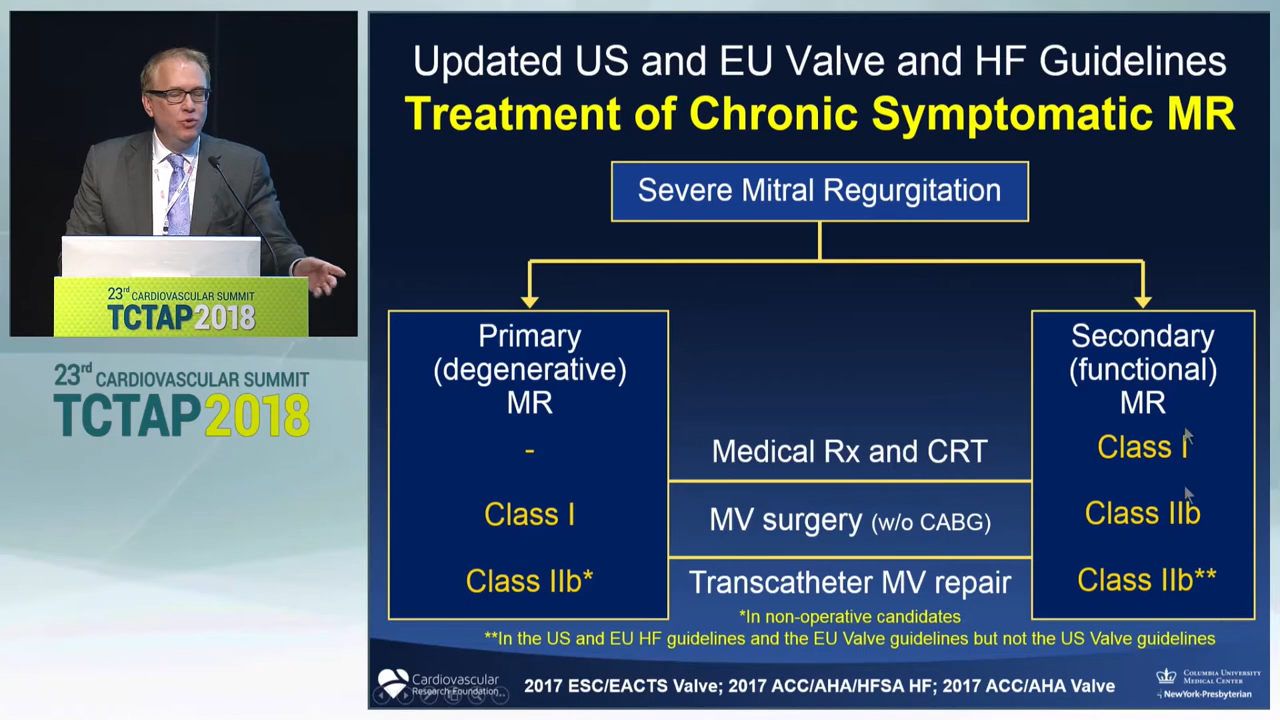 Updated US and EU Valve and HF Guidelines
Treatment of Chronic Symptomatic MR
Severe Mitral Regurgitation
Primary
(degenerative)
MR
Secondary
(functional)
MR
-
Medical Rx and CRT
Class I
Class I
MV surgery (w/o CABG)
Class IIb
Class IIb*
Transcatheter MV repair
Class IIb**
*In non-operative candidates
**In the US and EU HF guidelines and the EU Valve guidelines but not the US Valve guidelines
Cardiovascular
Research Foundation
2017 ESC/EACTS Valve; 2017 ACC/AHA/HFSA HF; 2017 ACC/AHA Valve
COLUMBIA UNIVERSITY
MEDICAL CENTER
NewYork-Presbyterian
23rd CARDIOVASCULAR SUMMIT
TCTAP2018
23rd CARDIOVASCULAR SUMMIT
TCTAP2018